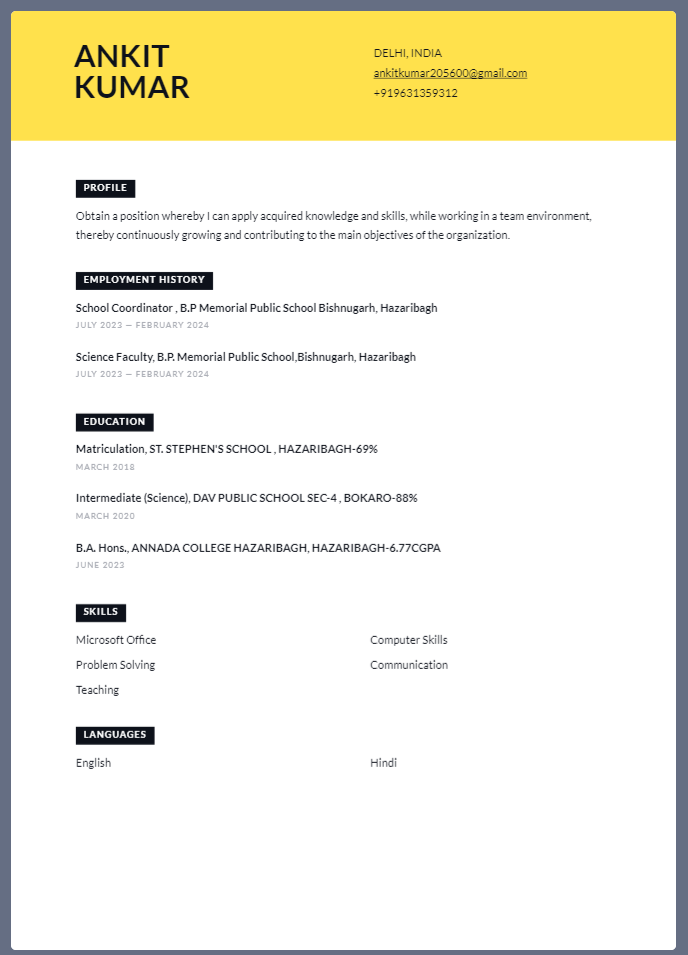 ANKIT
KUMAR
DELHI, INDIA
ankitkumar205600@gmail.com
+919631359312
PROFILE
Obtain a position whereby I can apply acquired knowledge and skills, while working in a team environment,
thereby continuously growing and contributing to the main objectives of the organization.
EMPLOYMENT HISTORY
School Coordinator , B.P Memorial Public School Bishnugarh, Hazaribagh
JULY 2023 — FEBRUARY 2024
Science Faculty, B.P. Memorial Public School,Bishnugarh, Hazaribagh
JULY 2023 — FEBRUARY 2024
EDUCATION
Matriculation, ST. STEPHEN'S SCHOOL , HAZARIBAGH-69%
MARCH 2018
Intermediate (Science), DAV PUBLIC SCHOOL SEC-4 , BOKARO-88%
MARCH 2020
B.A. Hons., ANNADA COLLEGE HAZARIBAGH, HAZARIBAGH-6.77CGPA
JUNE 2023
SKILLS
Microsoft Office
Computer Skills
Problem Solving
Communication
Teaching
LANGUAGES
English
Hindi